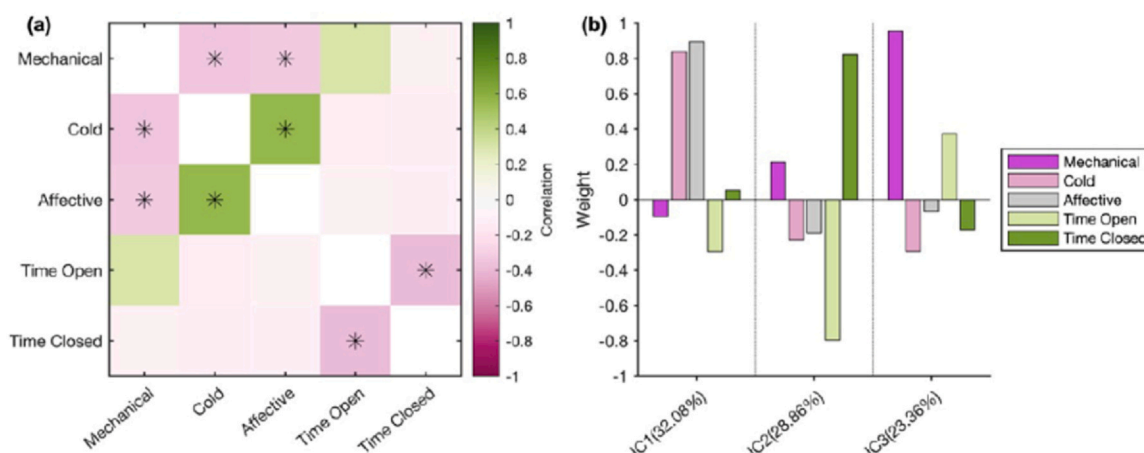 (a)
Mechanical
Cold
Affective
Time Open
Time Closed
Mechanical
Cold
Affective
Time Open
Time Closed
1
0.8
0.6
0.4
0.2
0
-0.2
-0.4
-0.6
-0.8
-1
Correlation
(b)
1
0.8
0.6
0.4
0.2
0
-0.2
-0.4
-0.6
-0.8
-1
Weight
IC1(32.08%)
IC2(28.86%)
IC3(23.36%)
Mechanical
Cold
Affective
Time Open
Time Closed